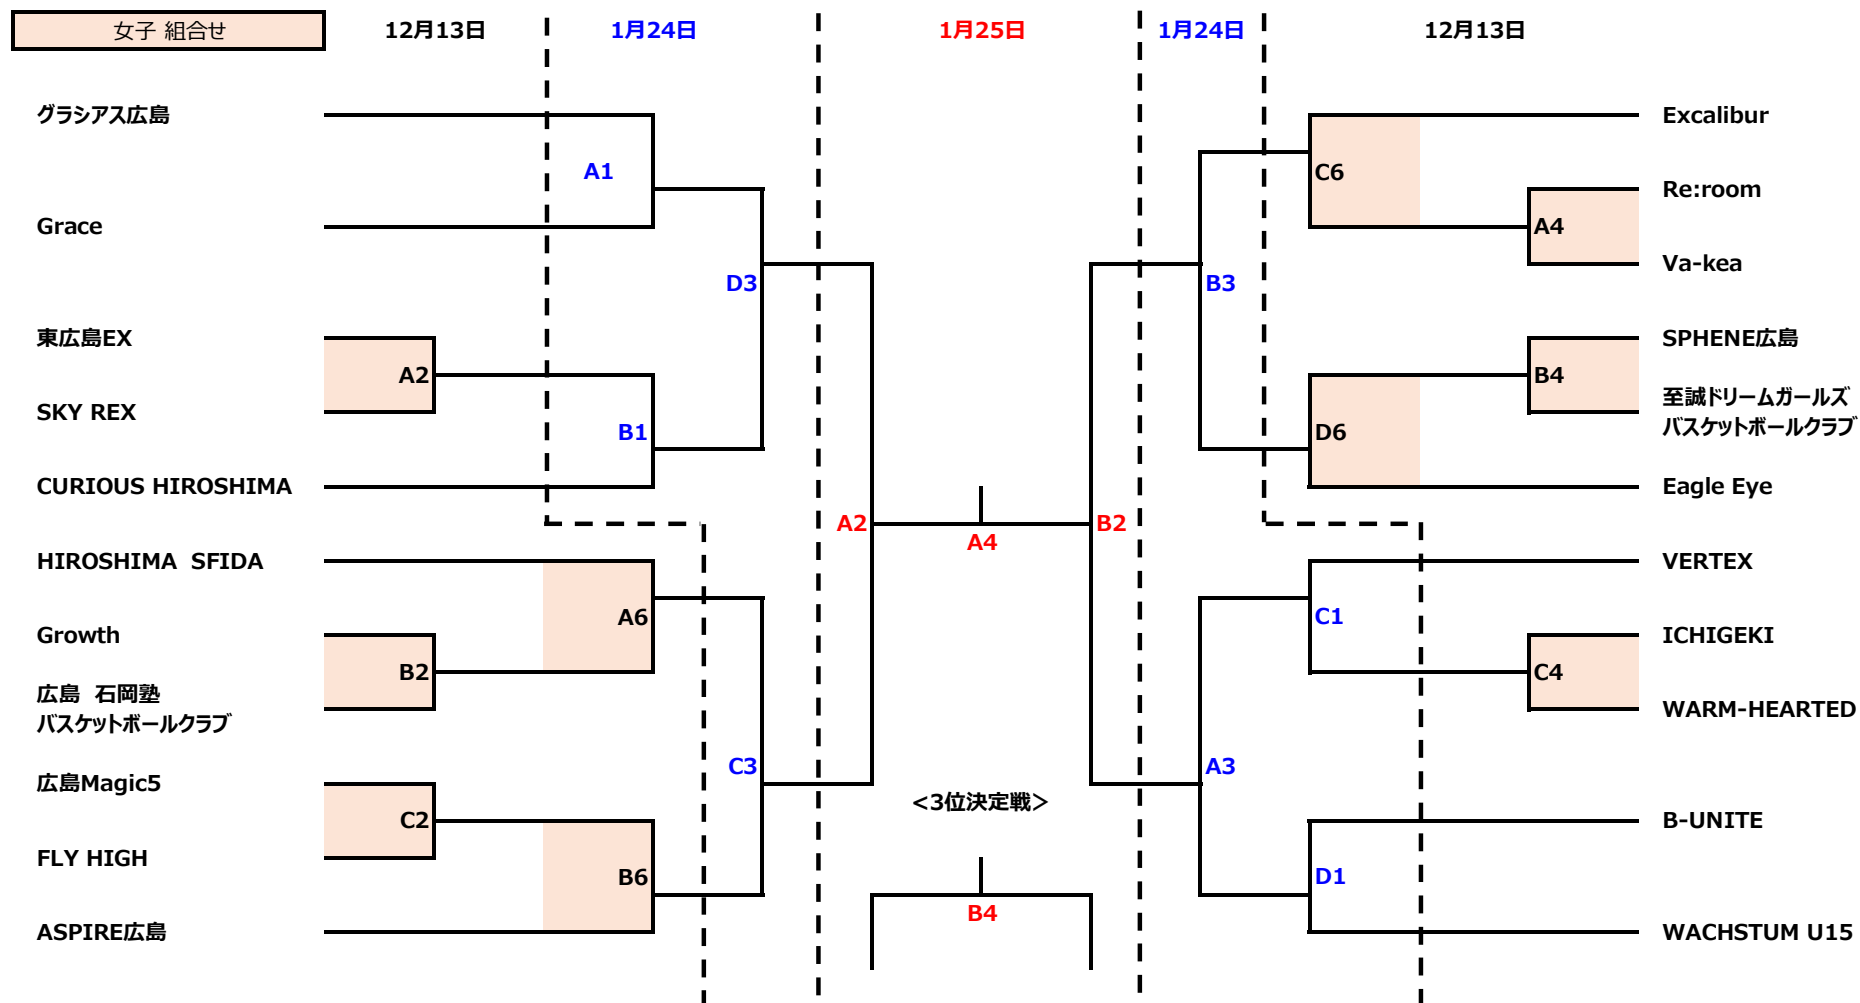 女子 組合せ
12月13日
1月24日
1月25日
1月24日
12月13日
グラシアス広島
Grace
東広島EX
SKY REX
CURIOUS HIROSHIMA
HIROSHIMA SFIDA
Growth
広島 石岡塾
バスケットボールクラブ
広島Magic5
FLY HIGH
ASPIRE広島
A2
B2
C2
A1
B1
A6
B6
D3
C3
A2
A4
<3位決定戦>
B4
B2
B3
A3
C6
D6
C1
D1
A4
B4
C4
Excalibur
Re:room
Va-kea
SPHENE広島
至誠ドリームガールズ
バスケットボールクラブ
Eagle Eye
VERTEX
ICHIGEKI
WARM-HEARTED
B-UNITE
WACHSTUM U15